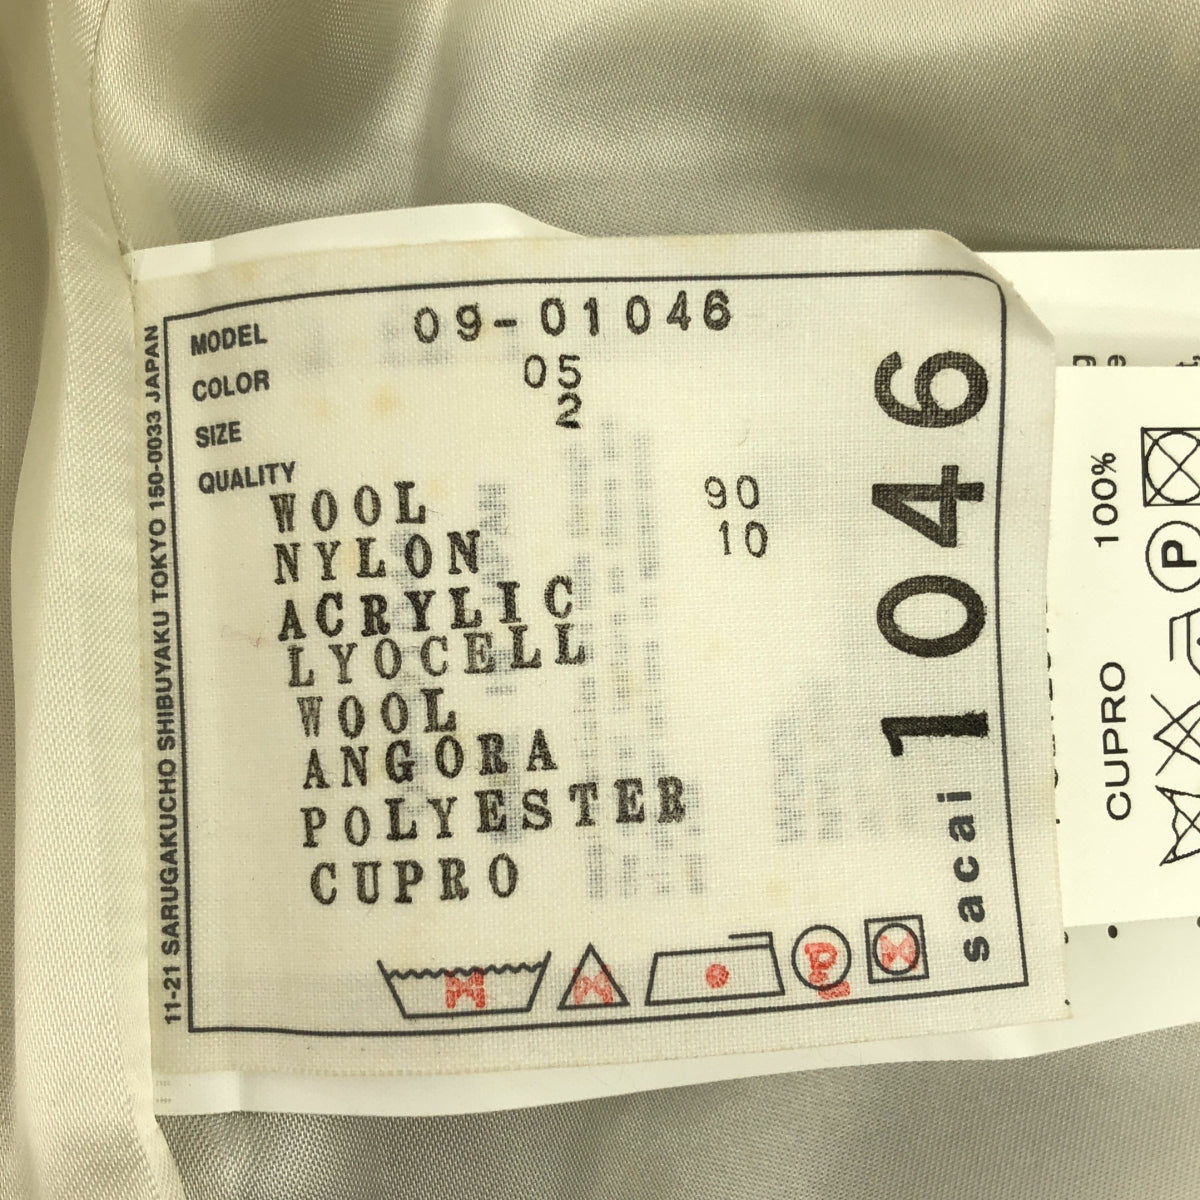 MODEL 09-01046
COLOR 05
SIZE 2
QUALITY
WOOL 90
NYLON 10
ACRYLIC
LYOCELL
WOOL
ANGORA
POLYESTER
CUPRO
11-21 SARUGAKUCHO SHIBUYAKU TOKYO 150-0033 JAPAN
sacai 1046
P
CUPRO 100%
P